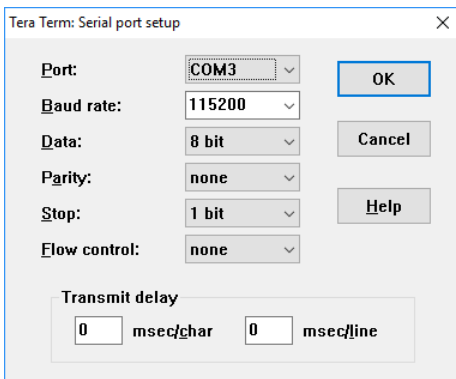 Tera Term: Serial port setup
Port: COM3
OK
Baud rate: 115200
Data: 8 bit
Cancel
Parity: none
Stop: 1 bit
Help
Flow control: none
Transmit delay
0 msec/char 0 msec/line